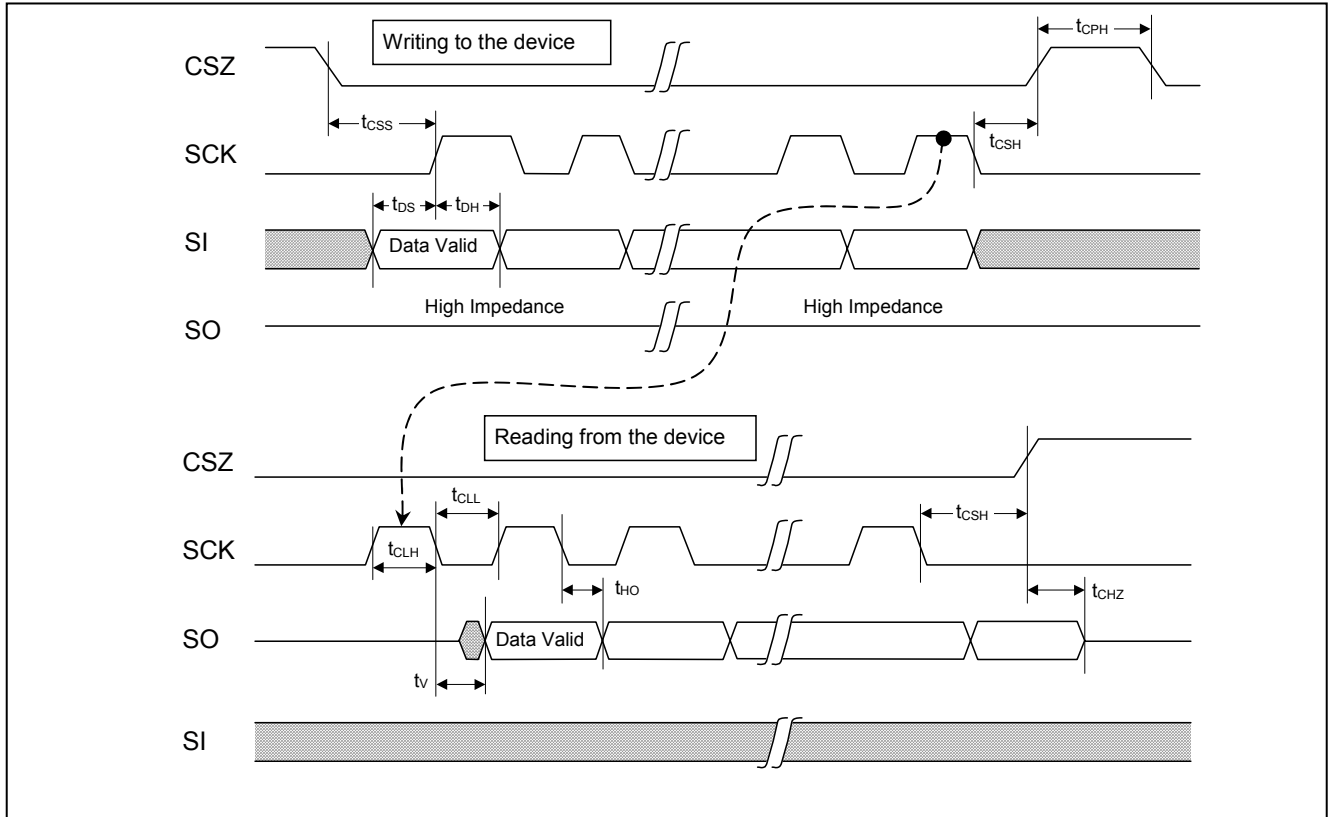 Writing to the device
tCPH
CSZ
tCSS
tCSH
SCK
tDS
tDH
SI
Data Valid
High Impedance
High Impedance
SO
Reading from the device
CSZ
tCLL
tCSH
SCK
tCLH
tHO
tCHZ
SO
Data Valid
tV
SI